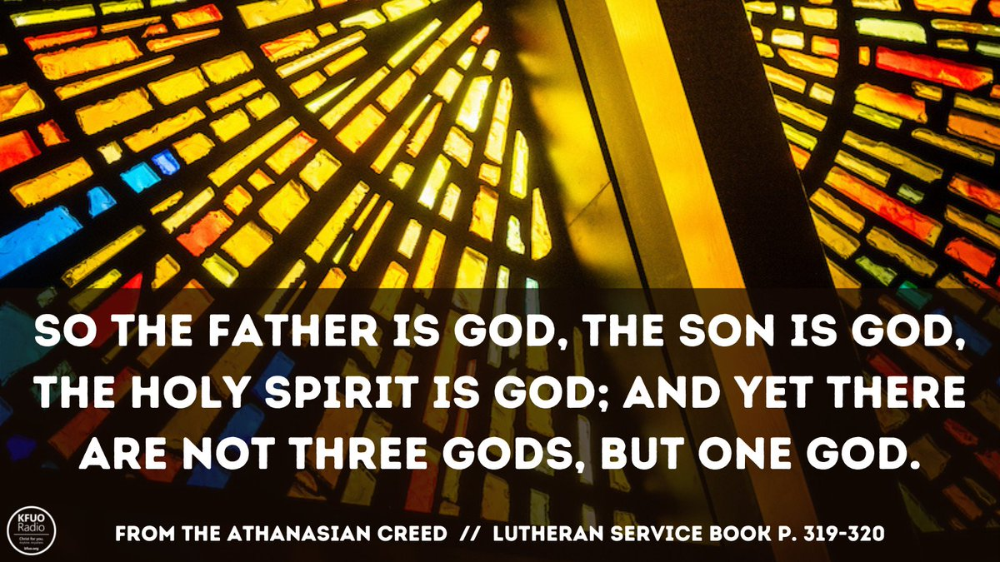 SO THE FATHER IS GOD, THE SON IS GOD,
THE HOLY SPIRIT IS GOD; AND YET THERE
ARE NOT THREE GODS, BUT ONE GOD.
KFUO
Radio
Christ for you.
Anytime. Anywhere.
kfuo.org
FROM THE ATHANASIAN CREED // LUTHERAN SERVICE BOOK P. 319-320